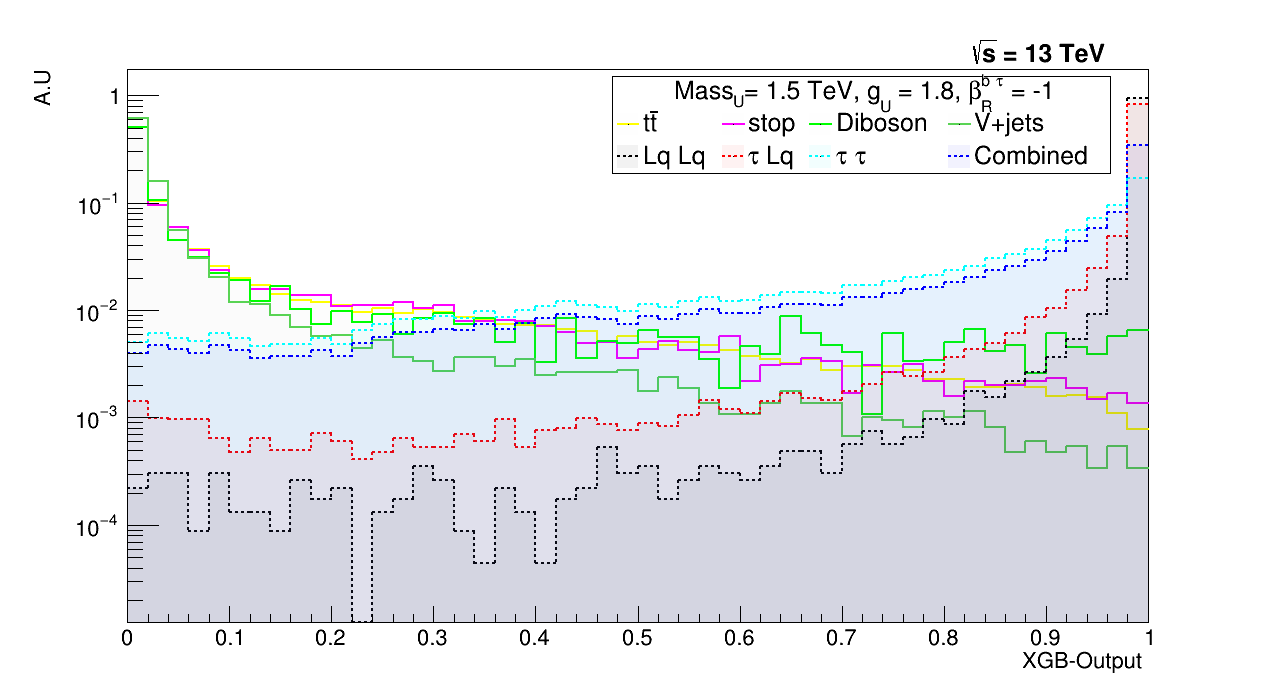 √s = 13 TeV
A.U
Mass_U= 1.5 TeV, g_U = 1.8, β_R^{b τ} = -1
tt̄ stop Diboson V+jets
Lq Lq τ Lq τ τ Combined
1
10⁻¹
10⁻²
10⁻³
10⁻⁴
0 0.1 0.2 0.3 0.4 0.5 0.6 0.7 0.8 0.9 1
XGB-Output